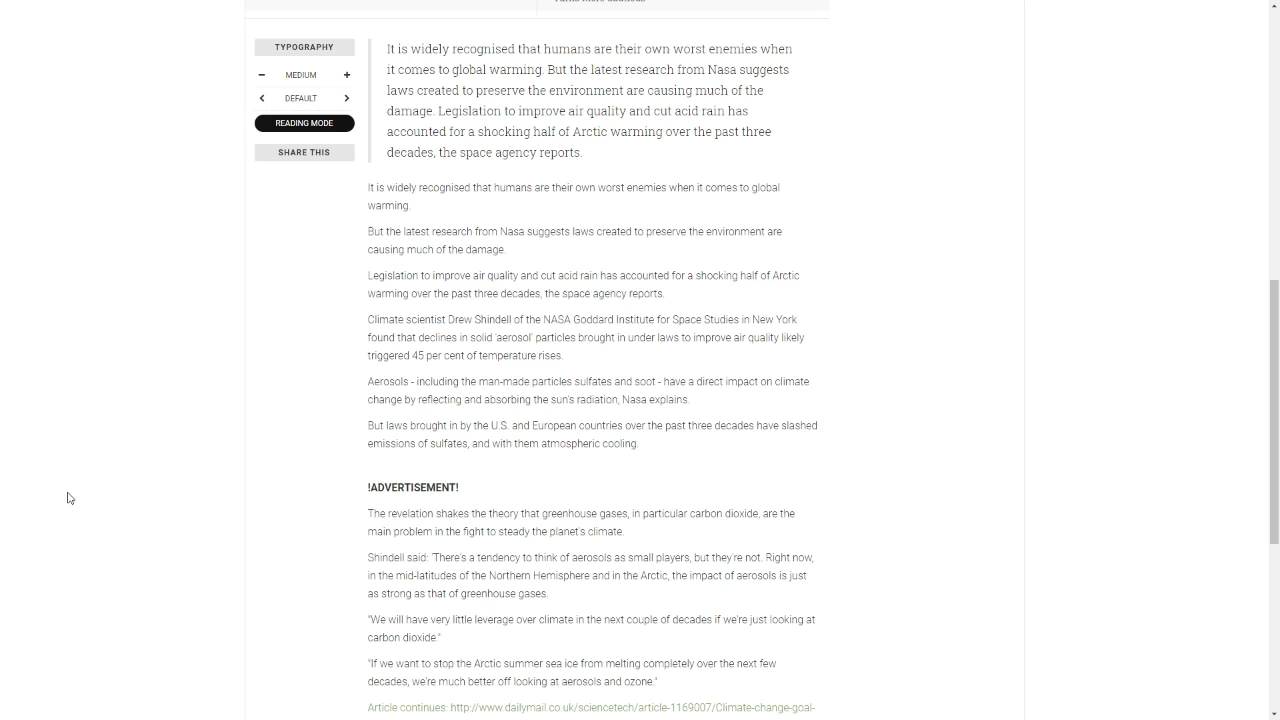 TYPOGRAPHY
MEDIUM
DEFAULT
READING MODE
SHARE THIS
It is widely recognised that humans are their own worst enemies when
it comes to global warming. But the latest research from Nasa suggests
laws created to preserve the environment are causing much of the
damage. Legislation to improve air quality and cut acid rain has
accounted for a shocking half of Arctic warming over the past three
decades, the space agency reports.
It is widely recognised that humans are their own worst enemies when it comes to global
warming.
But the latest research from Nasa suggests laws created to preserve the environment are
causing much of the damage.
Legislation to improve air quality and cut acid rain has accounted for a shocking half of Arctic
warming over the past three decades, the space agency reports.
Climate scientist Drew Shindell of the NASA Goddard Institute for Space Studies in New York
found that declines in solid 'aerosol' particles brought in under laws to improve air quality likely
triggered 45 per cent of temperature rises.
Aerosols - including the man-made particles sulfates and soot - have a direct impact on climate
change by reflecting and absorbing the sun's radiation, Nasa explains.
But laws brought in by the U.S. and European countries over the past three decades have slashed
emissions of sulfates, and with them atmospheric cooling.
!ADVERTISEMENT!
The revelation shakes the theory that greenhouse gases, in particular carbon dioxide, are the
main problem in the fight to steady the planet's climate.
Shindell said: 'There's a tendency to think of aerosols as small players, but they're not. Right now,
in the mid-latitudes of the Northern Hemisphere and in the Arctic, the impact of aerosols is just
as strong as that of greenhouse gases.
"We will have very little leverage over climate in the next couple of decades if we're just looking at
carbon dioxide."
"If we want to stop the Arctic summer sea ice from melting completely over the next few
decades, we're much better off looking at aerosols and ozone."
Article continues: http://www.dailymail.co.uk/sciencetech/article-1169007/Climate-change-goal-